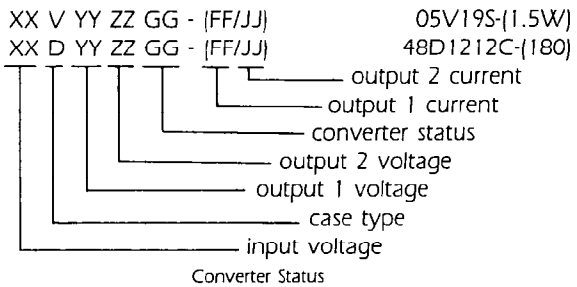 XX V YY ZZ GG - (FF/JJ) 05V19S-(1.5W)
XX D YY ZZ GG - (FF/JJ) 48D1212C-(180)
output 2 current
output 1 current
converter status
output 2 voltage
output 1 voltage
case type
input voltage
Converter Status